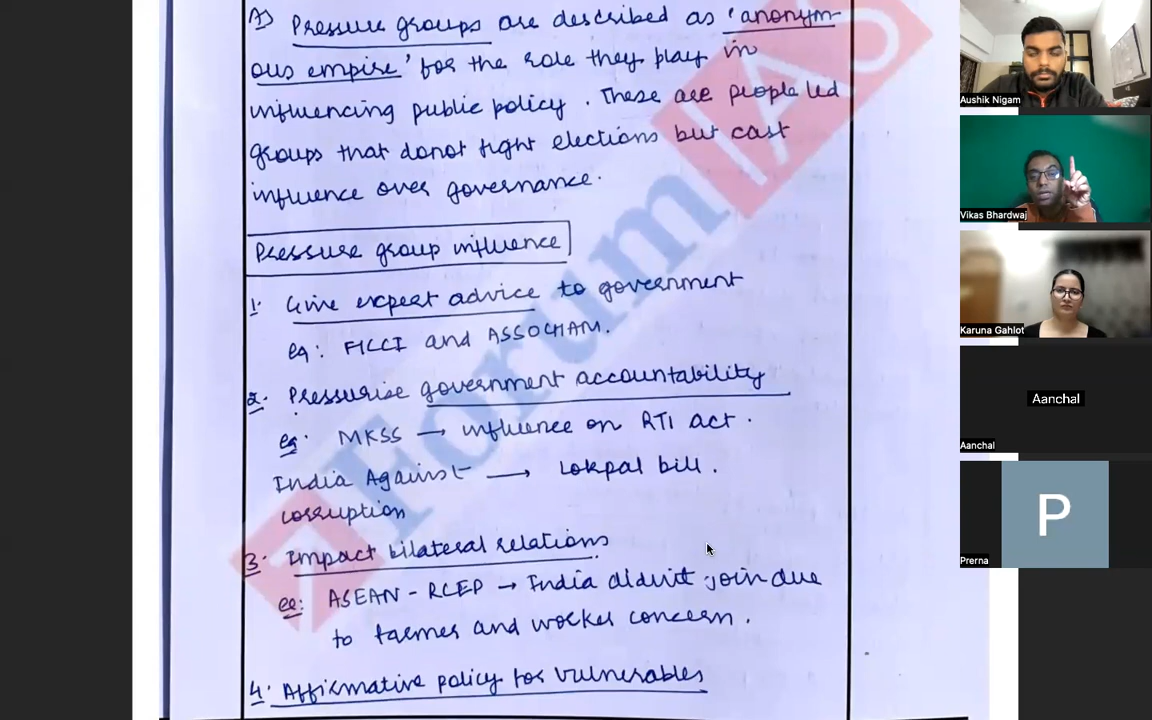 A) Pressure groups are described as 'anonym-
ous empire' for the role they play in
influencing public policy. These are people led
groups that donot fight elections but cast
influence over governance.
Pressure group influence
1. Give expert advice to government
eg: FICCI and ASSOCHAM.
2. Pressurise government accountability
eg: MKSS → influence on RTI act.
India Against → Lokpal bill.
corruption
3. Impact bilateral relations
eg: ASEAN - RCEP → India didn't join due
to farmer and worker concern.
4. Affirmative policy for vulnerables
Forum IAS
Aushik Nigam
Vikas Bhardwaj
Karuna Gahlot
Aanchal
Aanchal
P
Prerna